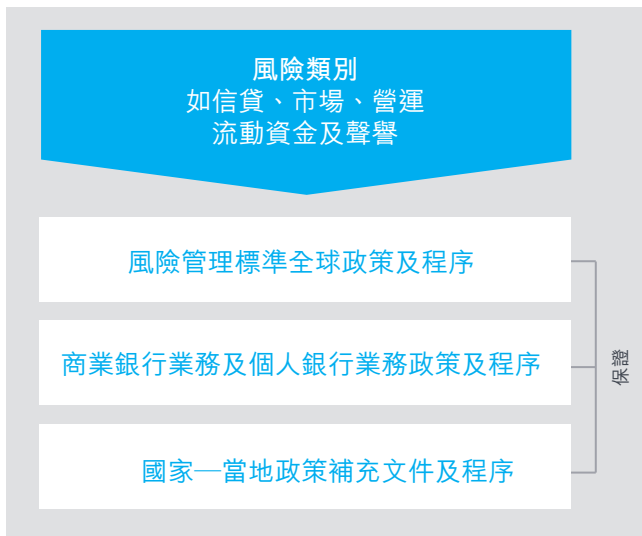 風險類別
如信貸、市場、營運
流動資金及聲譽
風險管理標準全球政策及程序
商業銀行業務及個人銀行業務政策及程序
國家—當地政策補充文件及程序
保證